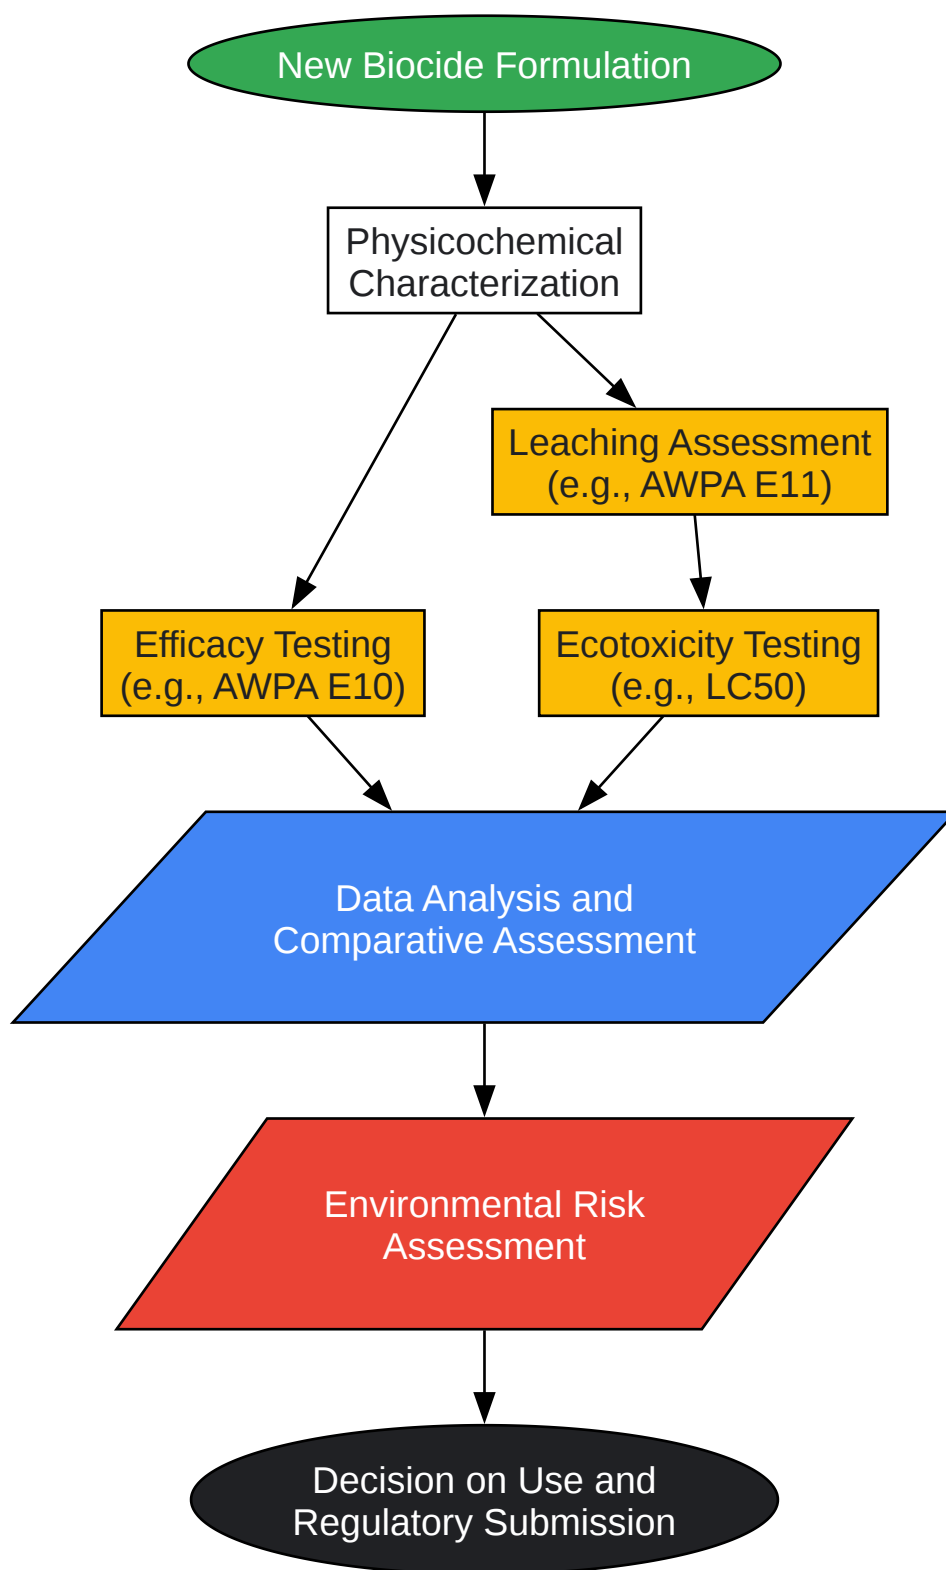 New Biocide Formulation
Physicochemical
Characterization
Leaching Assessment
(e.g., AWPA E11)
Efficacy Testing
(e.g., AWPA E10)
Ecotoxicity Testing
(e.g., LC50)
Data Analysis and
Comparative Assessment
Environmental Risk
Assessment
Decision on Use and
Regulatory Submission